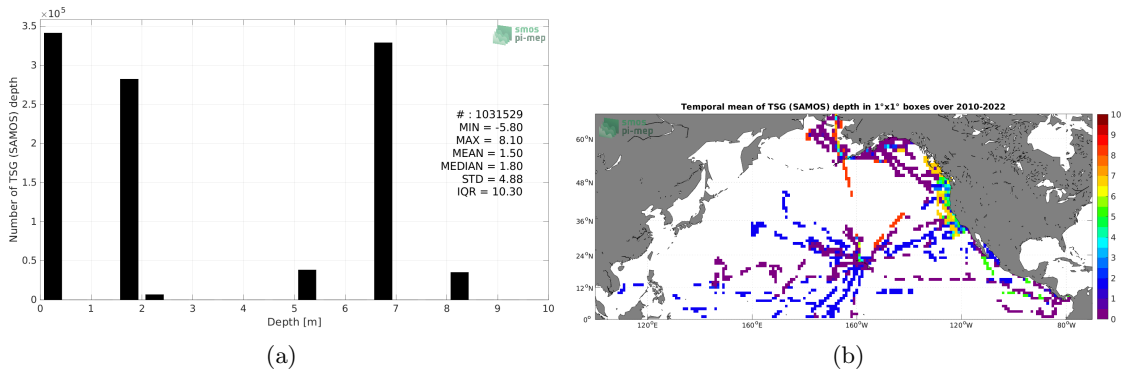 ×10⁵
3.5
3
2.5
2
1.5
1
0.5
0
0 1 2 3 4 5 6 7 8 9 10
Number of TSG (SAMOS) depth
Depth [m]
smos
pi-mep
# : 1031529
MIN = -5.80
MAX = 8.10
MEAN = 1.50
MEDIAN = 1.80
STD = 4.88
IQR = 10.30
(a)
Temporal mean of TSG (SAMOS) depth in 1°x1° boxes over 2010-2022
smos
pi-mep
60°N
48°N
36°N
24°N
12°N
0°
120°E 160°E 160°W 120°W 80°W
10
9
8
7
6
5
4
3
2
1
0
(b)